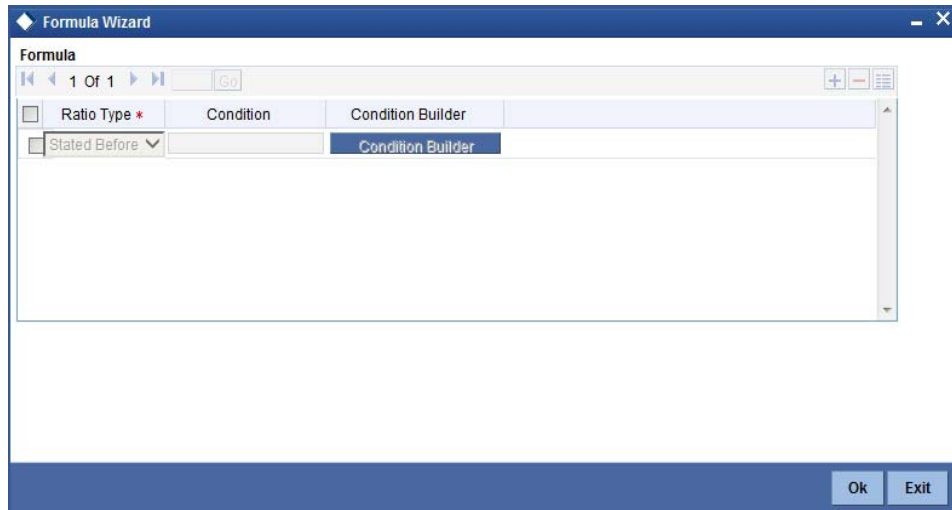 Formula Wizard
Formula
1 Of 1 Go
Ratio Type * Condition Condition Builder
Stated Before Condition Builder
Ok Exit